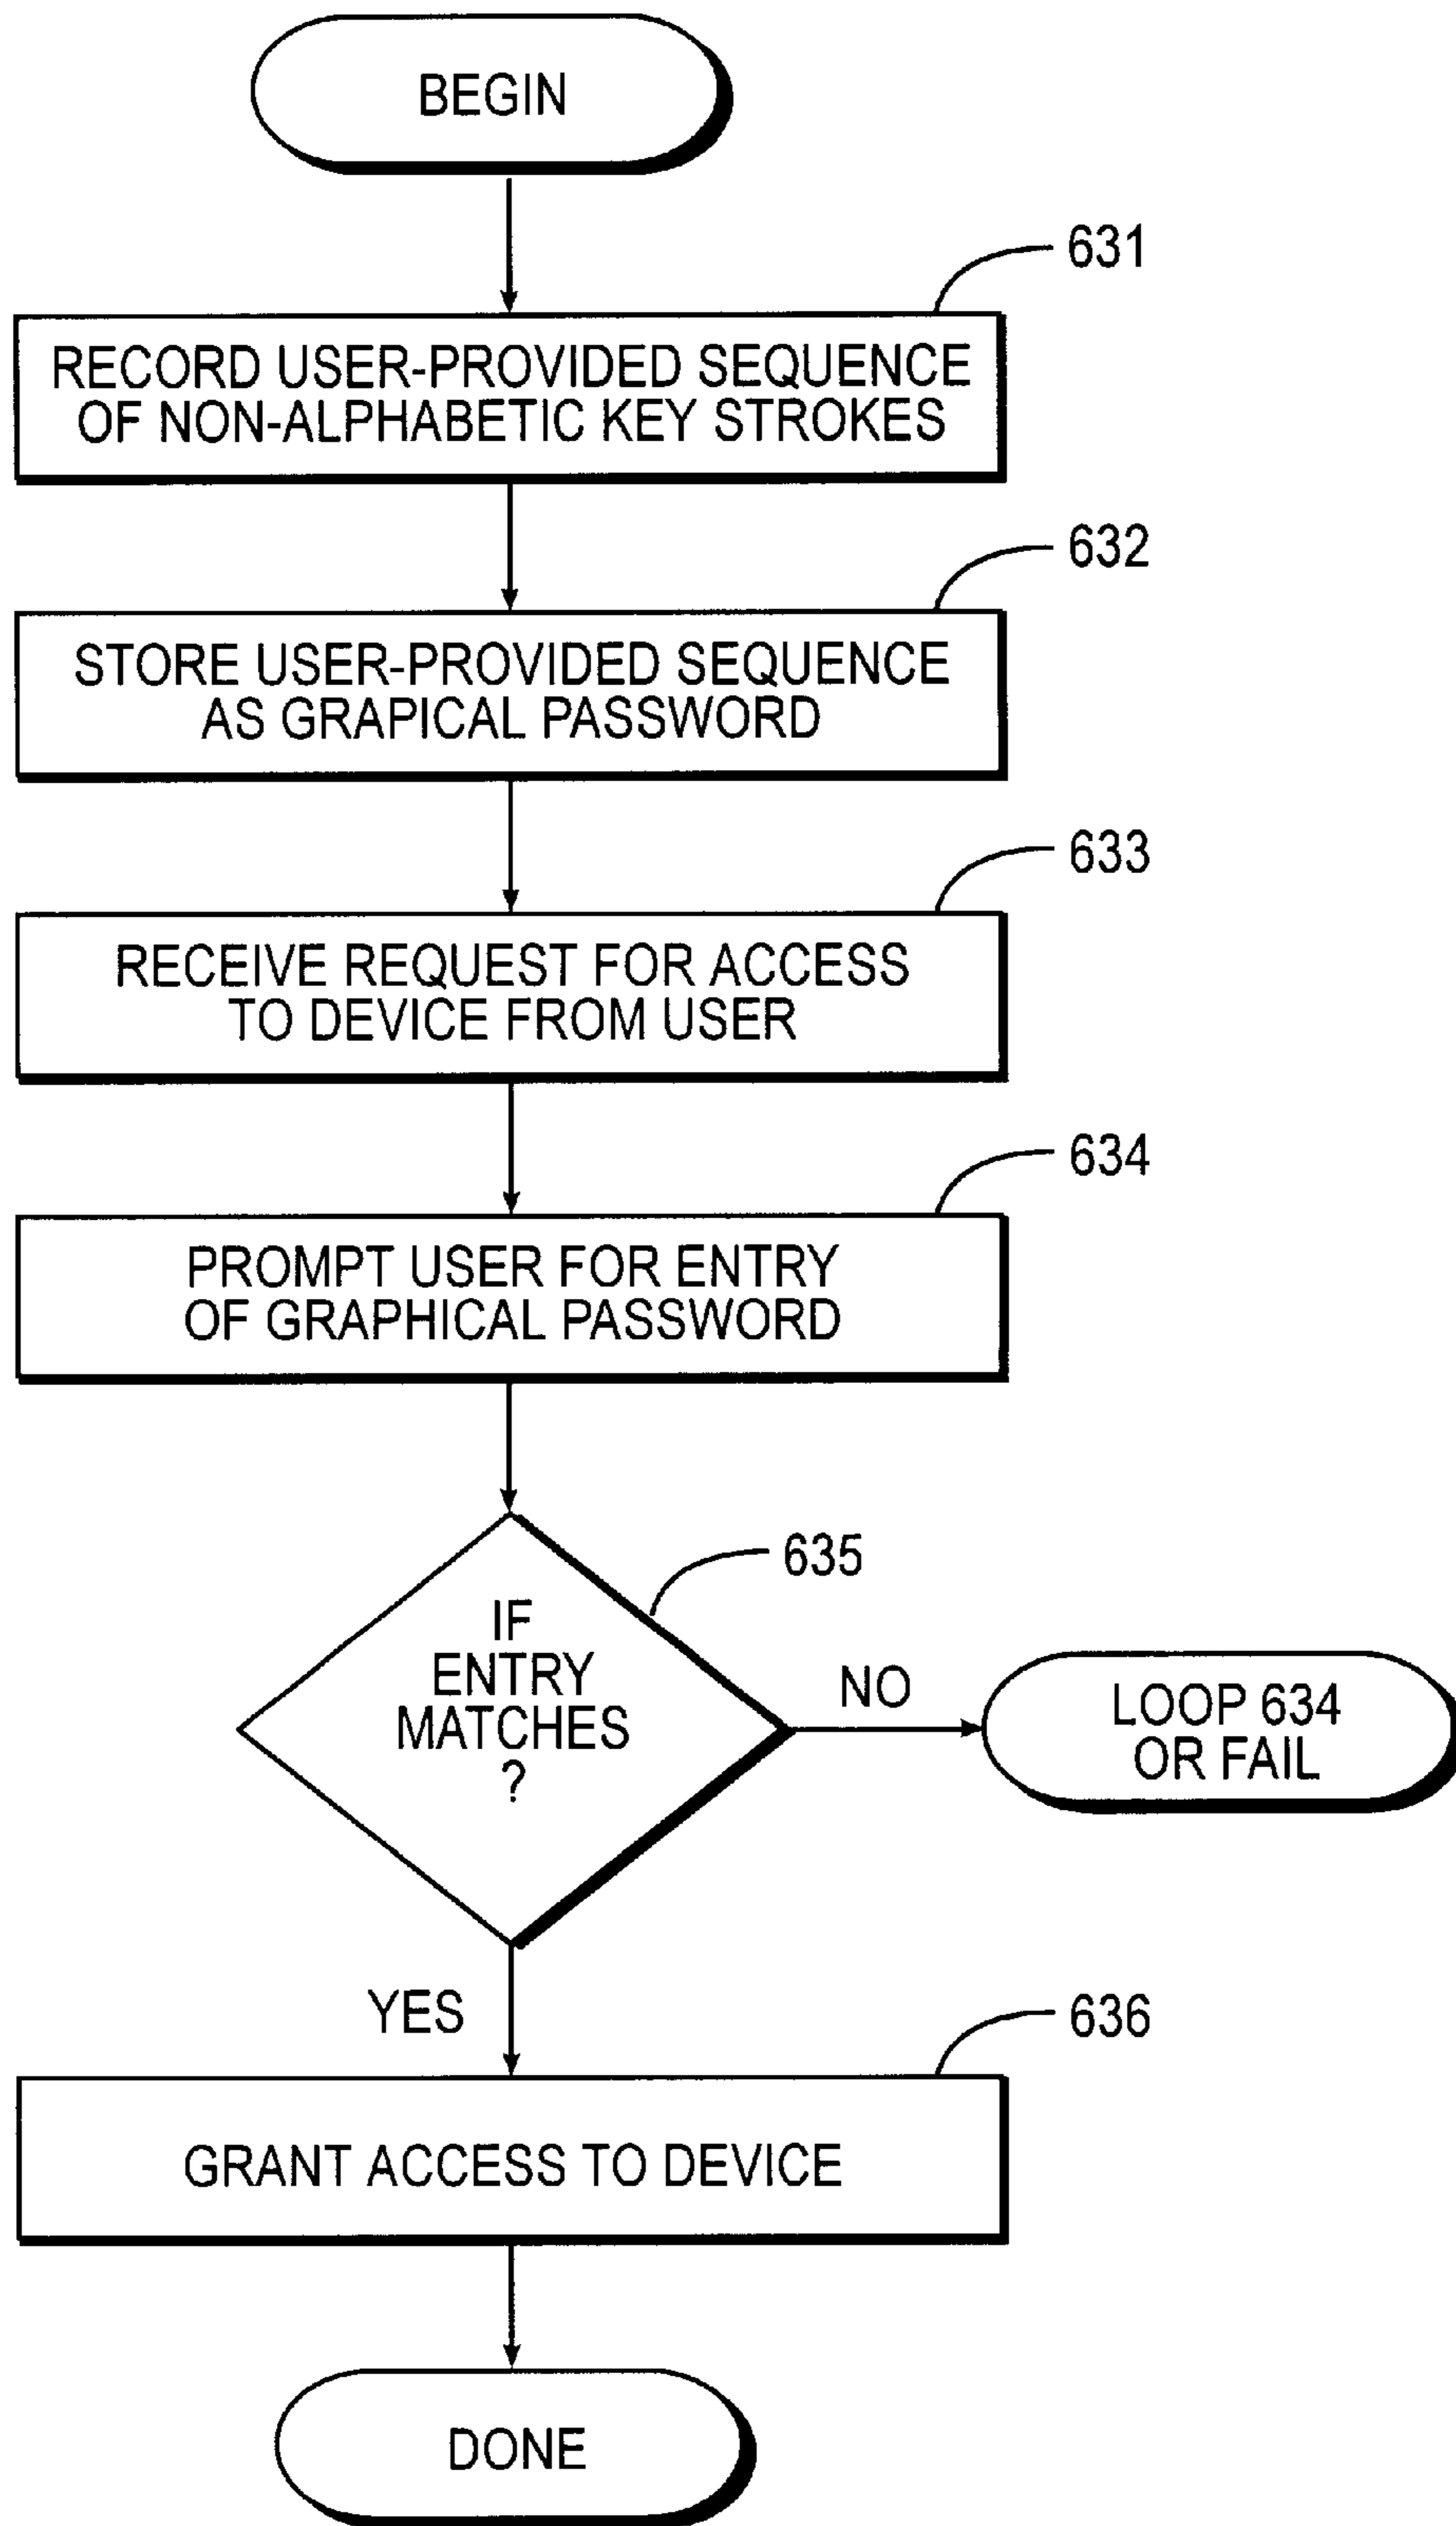 BEGIN
631
RECORD USER-PROVIDED SEQUENCE
OF NON-ALPHABETIC KEY STROKES
632
STORE USER-PROVIDED SEQUENCE
AS GRAPICAL PASSWORD
633
RECEIVE REQUEST FOR ACCESS
TO DEVICE FROM USER
634
PROMPT USER FOR ENTRY
OF GRAPHICAL PASSWORD
635
IF
ENTRY
MATCHES
?
NO
LOOP 634
OR FAIL
YES
636
GRANT ACCESS TO DEVICE
DONE